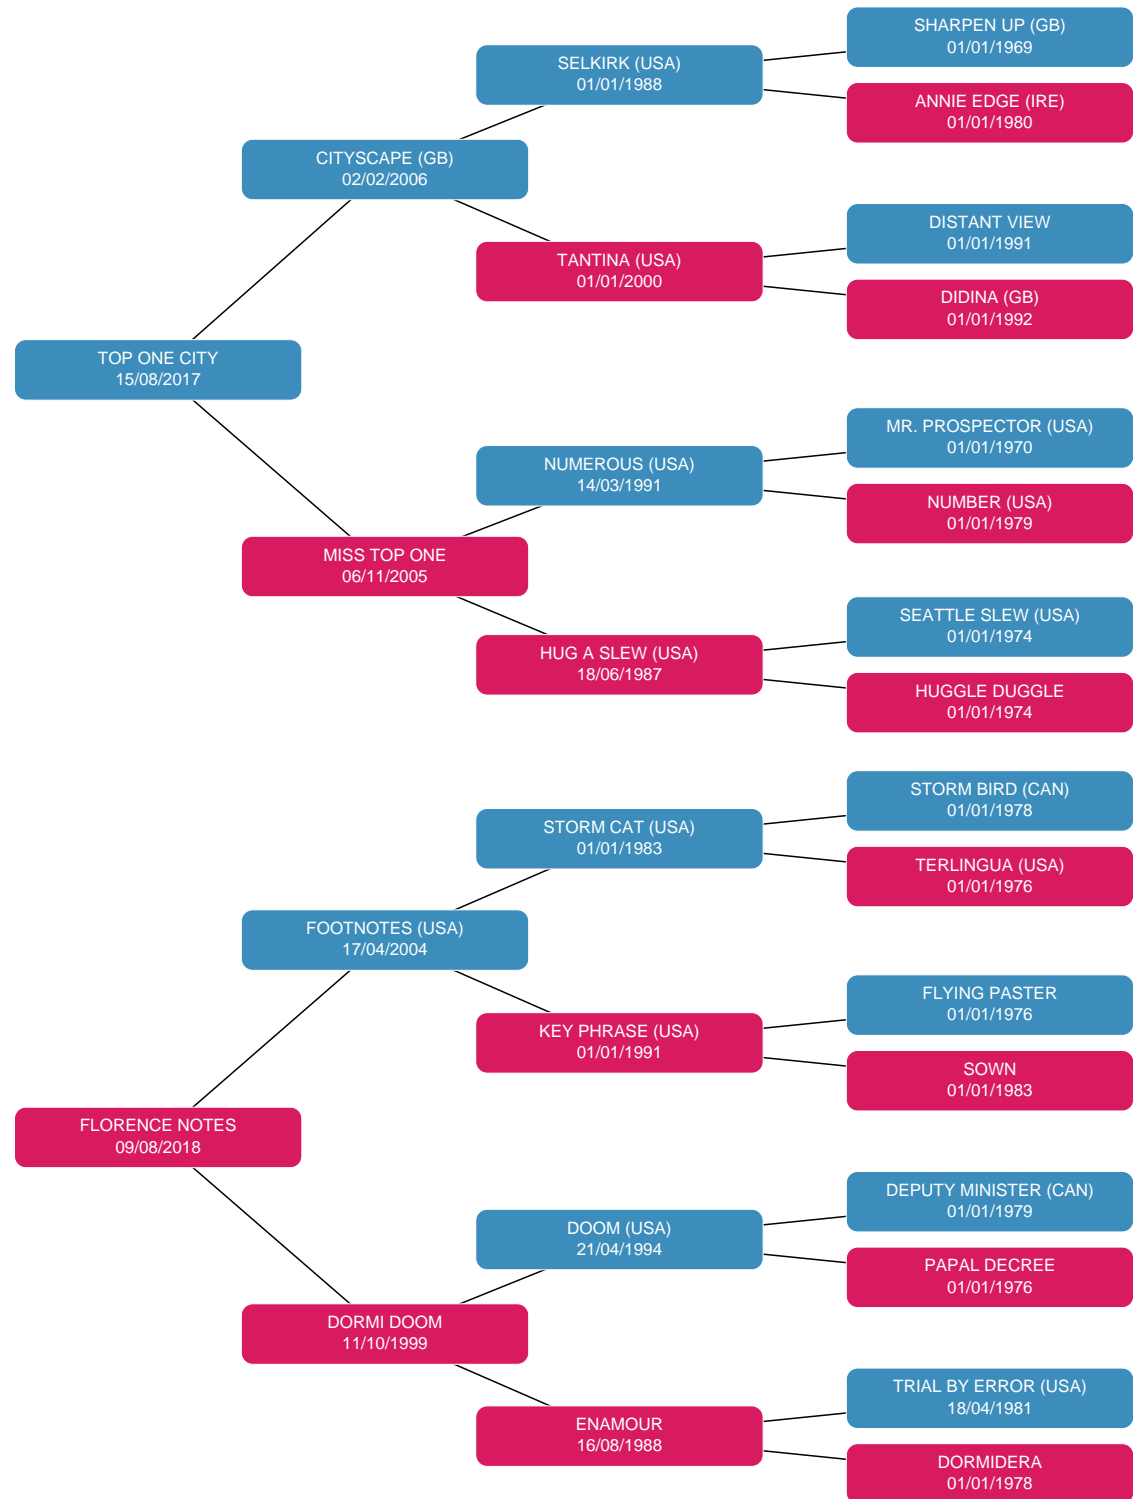 SHARPEN UP (GB)
01/01/1969
SELKIRK (USA)
01/01/1988
ANNIE EDGE (IRE)
01/01/1980
CITYSCAPE (GB)
02/02/2006
DISTANT VIEW
01/01/1991
TANTINA (USA)
01/01/2000
DIDINA (GB)
01/01/1992
TOP ONE CITY
15/08/2017
MR. PROSPECTOR (USA)
01/01/1970
NUMEROUS (USA)
14/03/1991
NUMBER (USA)
01/01/1979
MISS TOP ONE
06/11/2005
SEATTLE SLEW (USA)
01/01/1974
HUG A SLEW (USA)
18/06/1987
HUGGLE DUGGLE
01/01/1974
STORM BIRD (CAN)
01/01/1978
STORM CAT (USA)
01/01/1983
TERLINGUA (USA)
01/01/1976
FOOTNOTES (USA)
17/04/2004
FLYING PASTER
01/01/1976
KEY PHRASE (USA)
01/01/1991
SOWN
01/01/1983
FLORENCE NOTES
09/08/2018
DEPUTY MINISTER (CAN)
01/01/1979
DOOM (USA)
21/04/1994
PAPAL DECREE
01/01/1976
DORMI DOOM
11/10/1999
TRIAL BY ERROR (USA)
18/04/1981
ENAMOUR
16/08/1988
DORMIDERA
01/01/1978